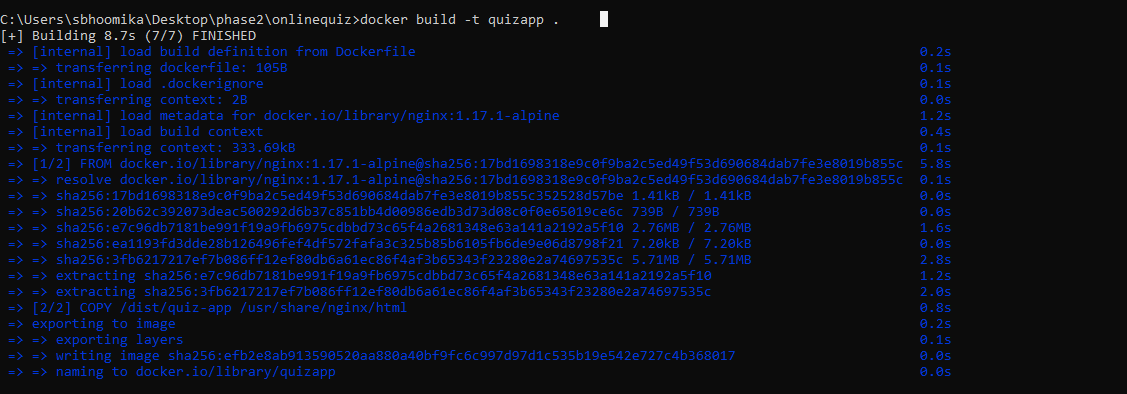 C:\Users\sbhoomika\Desktop\phase2\onlinequiz>docker build -t quizapp .
[+] Building 8.7s (7/7) FINISHED
=> [internal] load build definition from Dockerfile 0.2s
=> => transferring dockerfile: 105B 0.1s
=> [internal] load .dockerignore 0.1s
=> => transferring context: 2B 0.0s
=> [internal] load metadata for docker.io/library/nginx:1.17.1-alpine 1.2s
=> [internal] load build context 0.4s
=> => transferring context: 333.69kB 0.1s
=> [1/2] FROM docker.io/library/nginx:1.17.1-alpine@sha256:17bd1698318e9c0f9ba2c5ed49f53d690684dab7fe3e8019b855c 5.8s
=> => resolve docker.io/library/nginx:1.17.1-alpine@sha256:17bd1698318e9c0f9ba2c5ed49f53d690684dab7fe3e8019b855c 0.1s
=> => sha256:17bd1698318e9c0f9ba2c5ed49f53d690684dab7fe3e8019b855c352528d57be 1.41kB / 1.41kB 0.0s
=> => sha256:20b62c392073deac500292d6b37c851bb4d00986edb3d73d08c0f0e65019ce6c 739B / 739B 0.0s
=> => sha256:e7c96db7181be991f19a9fb6975cdbbd73c65f4a2681348e63a141a2192a5f10 2.76MB / 2.76MB 1.6s
=> => sha256:ea1193fd3dde28b126496fef4df572fafa3c325b85b6105fb6de9e06d8798f21 7.20kB / 7.20kB 0.0s
=> => sha256:3fb6217217ef7b086ff12ef80db6a61ec86f4af3b65343f23280e2a74697535c 5.71MB / 5.71MB 2.8s
=> => extracting sha256:e7c96db7181be991f19a9fb6975cdbbd73c65f4a2681348e63a141a2192a5f10 1.2s
=> => extracting sha256:3fb6217217ef7b086ff12ef80db6a61ec86f4af3b65343f23280e2a74697535c 2.0s
=> [2/2] COPY /dist/quiz-app /usr/share/nginx/html 0.8s
=> exporting to image 0.2s
=> => exporting layers 0.1s
=> => writing image sha256:efb2e8ab913590520aa880a40bf9fc6c997d97d1c535b19e542e727c4b368017 0.0s
=> => naming to docker.io/library/quizapp 0.0s